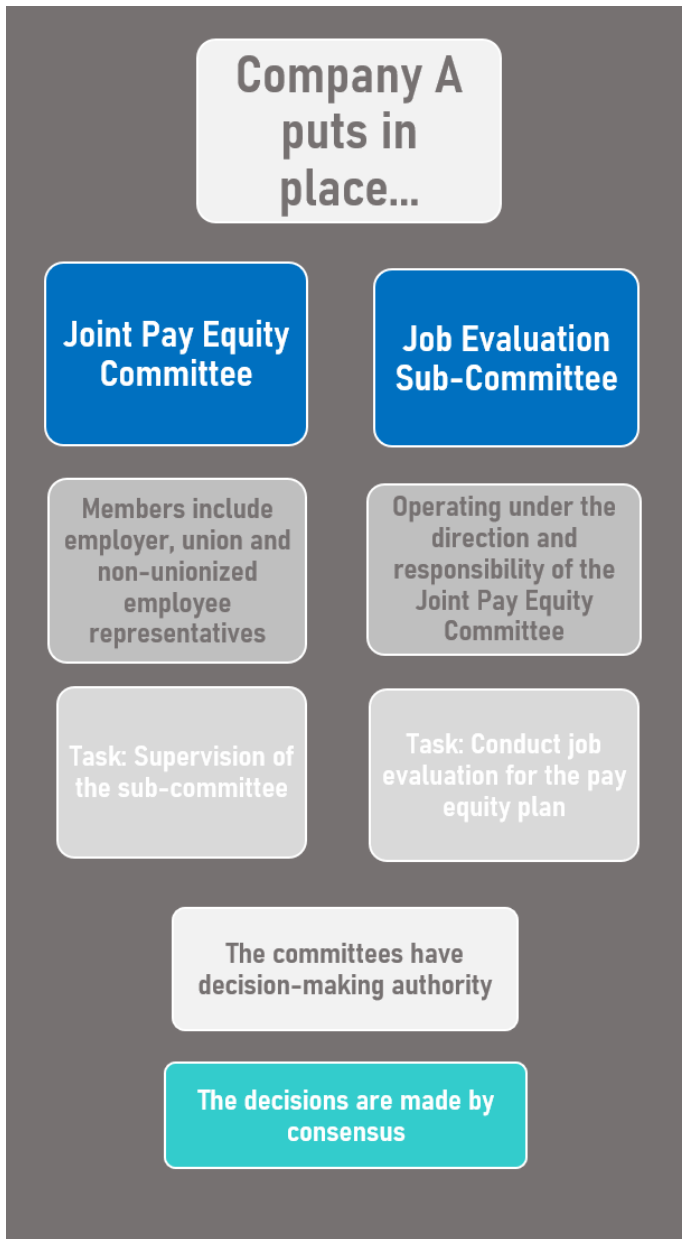 Company A
puts in
place...
Joint Pay Equity
Committee
Job Evaluation
Sub-Committee
Members include
employer, union and
non-unionized
employee
representatives
Operating under the
direction and
responsibility of the
Joint Pay Equity
Committee
Task: Supervision of
the sub-committee
Task: Conduct job
evaluation for the pay
equity plan
The committees have
decision-making authority
The decisions are made by
consensus